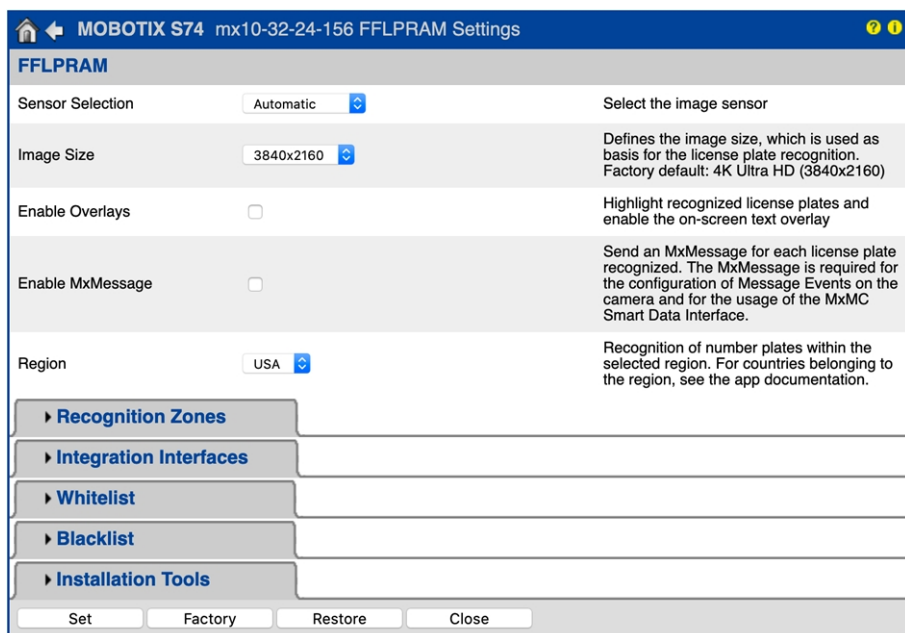 MOBOTIX S74 mx10-32-24-156 FFLPRAM Settings ? i
FFLPRAM
Sensor Selection Automatic Select the image sensor
Image Size 3840x2160 Defines the image size, which is used as
basis for the license plate recognition.
Factory default: 4K Ultra HD (3840x2160)
Enable Overlays Highlight recognized license plates and
enable the on-screen text overlay
Enable MxMessage Send an MxMessage for each license plate
recognized. The MxMessage is required for
the configuration of Message Events on the
camera and for the usage of the MxMC
Smart Data Interface.
Region USA Recognition of number plates within the
selected region. For countries belonging to
the region, see the app documentation.
Recognition Zones
Integration Interfaces
Whitelist
Blacklist
Installation Tools
Set Factory Restore Close